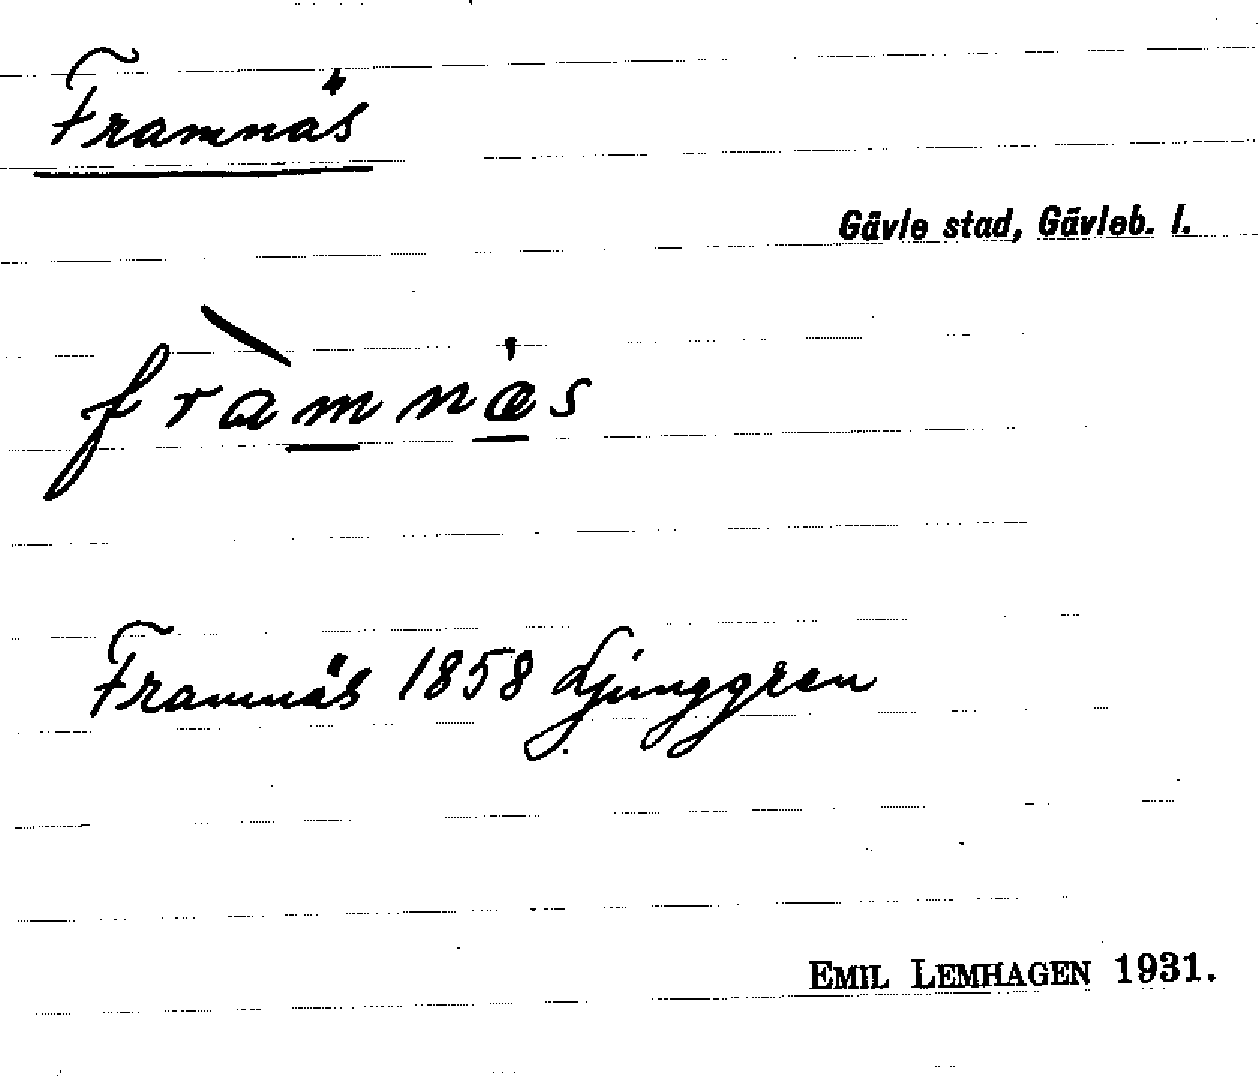 Framnäs
Gävle stad, Gävleb. l.
fràmnæ̀s
Framnäs 1858 Ljunggren
EMIL LEMHAGEN 1931.